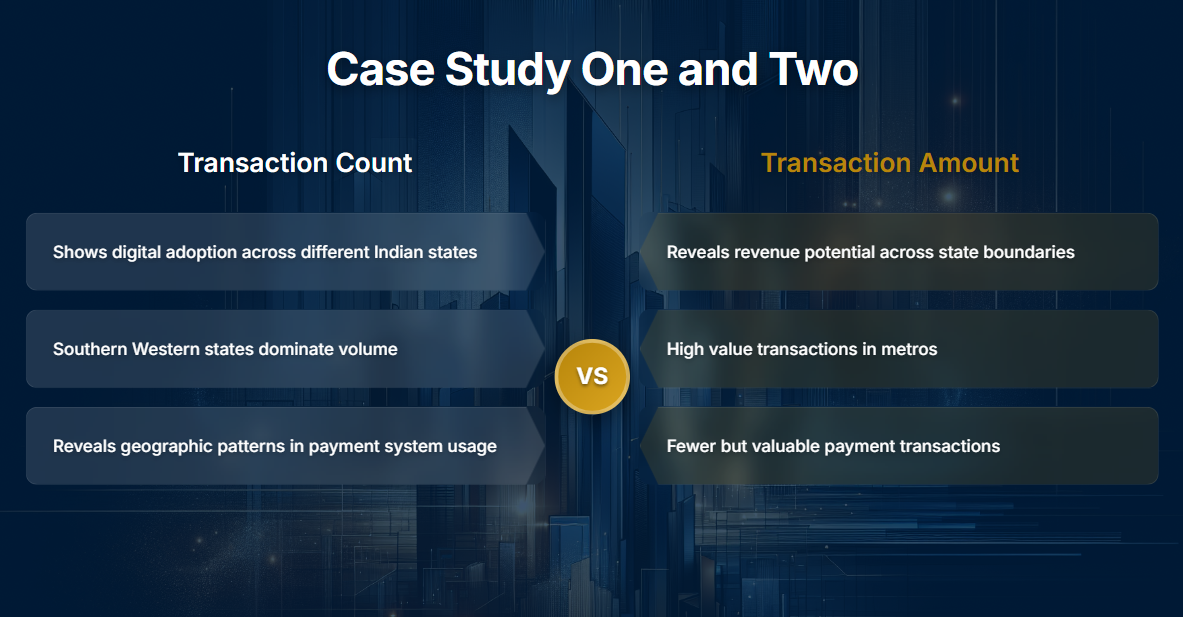 Case Study One and Two
Transaction Count
Shows digital adoption across different Indian states
Southern Western states dominate volume
Reveals geographic patterns in payment system usage
VS
Transaction Amount
Reveals revenue potential across state boundaries
High value transactions in metros
Fewer but valuable payment transactions